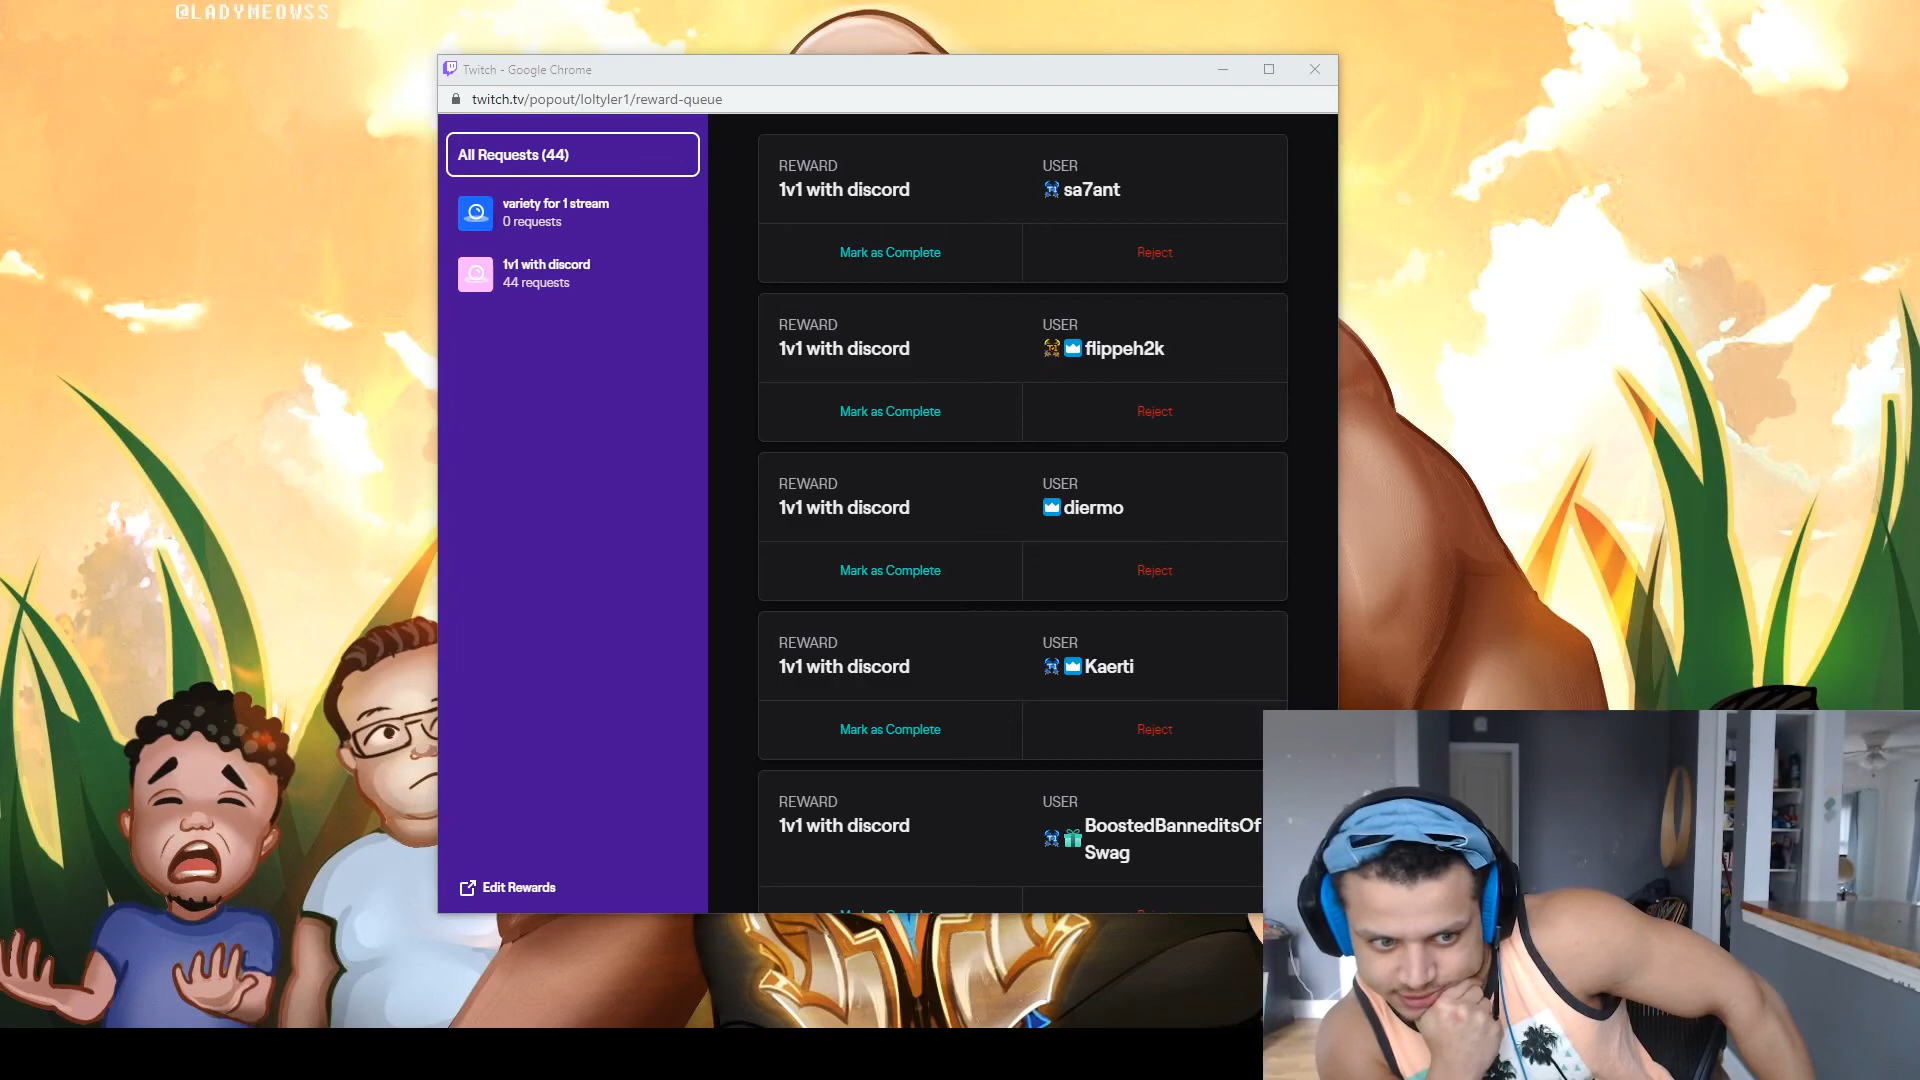 @LADYMEOWSS
Twitch - Google Chrome
twitch.tv/popout/loltyler1/reward-queue
All Requests (44)
variety for 1 stream
0 requests
1v1 with discord
44 requests
Edit Rewards
REWARD
1v1 with discord
USER
sa7ant
Mark as Complete
Reject
REWARD
1v1 with discord
USER
flippeh2k
Mark as Complete
Reject
REWARD
1v1 with discord
USER
diermo
Mark as Complete
Reject
REWARD
1v1 with discord
USER
Kaerti
Mark as Complete
Reject
REWARD
1v1 with discord
USER
BoostedBanneditsOf
Swag